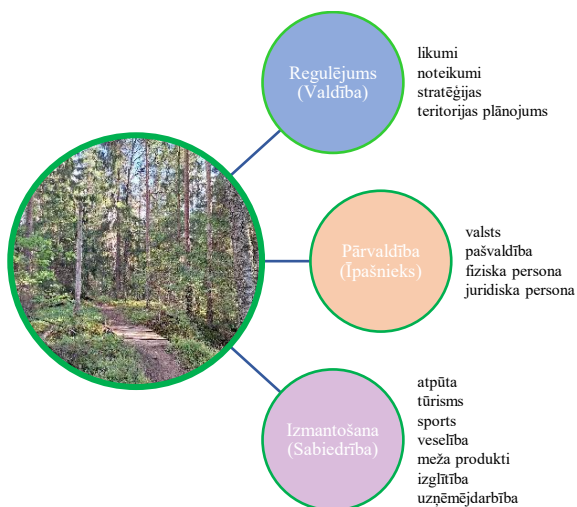 Regulējums
(Valdība)
likumi
noteikumi
stratēģijas
teritorijas plānojums
Pārvaldība
(Īpašnieks)
valsts
pašvaldība
fiziska persona
juridiska persona
Izmantošana
(Sabiedrība)
atpūta
tūrisms
sports
veselība
meža produkti
izglītība
uzņēmējdarbība